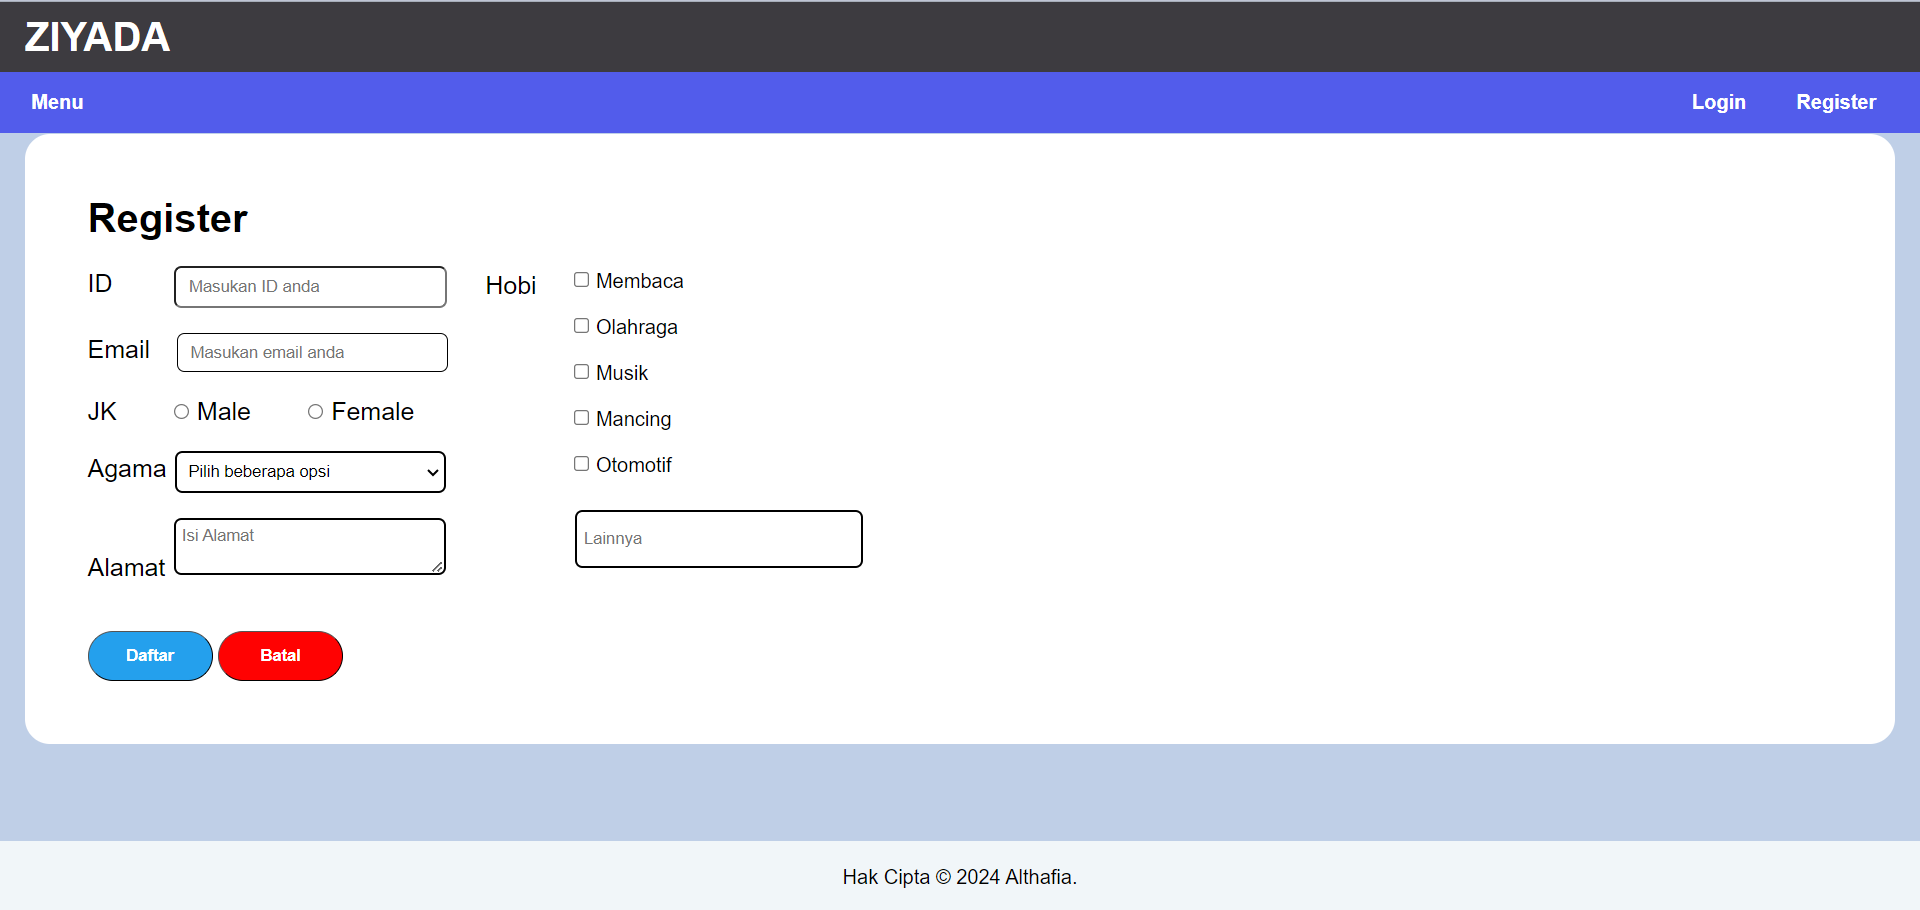 ZIYADA
Menu
Login
Register
Register
ID
Masukan ID anda
Email
Masukan email anda
JK
Male
Female
Agama
Pilih beberapa opsi
Alamat
Isi Alamat
Hobi
Membaca
Olahraga
Musik
Mancing
Otomotif
Lainnya
Daftar
Batal
Hak Cipta © 2024 Althafia.